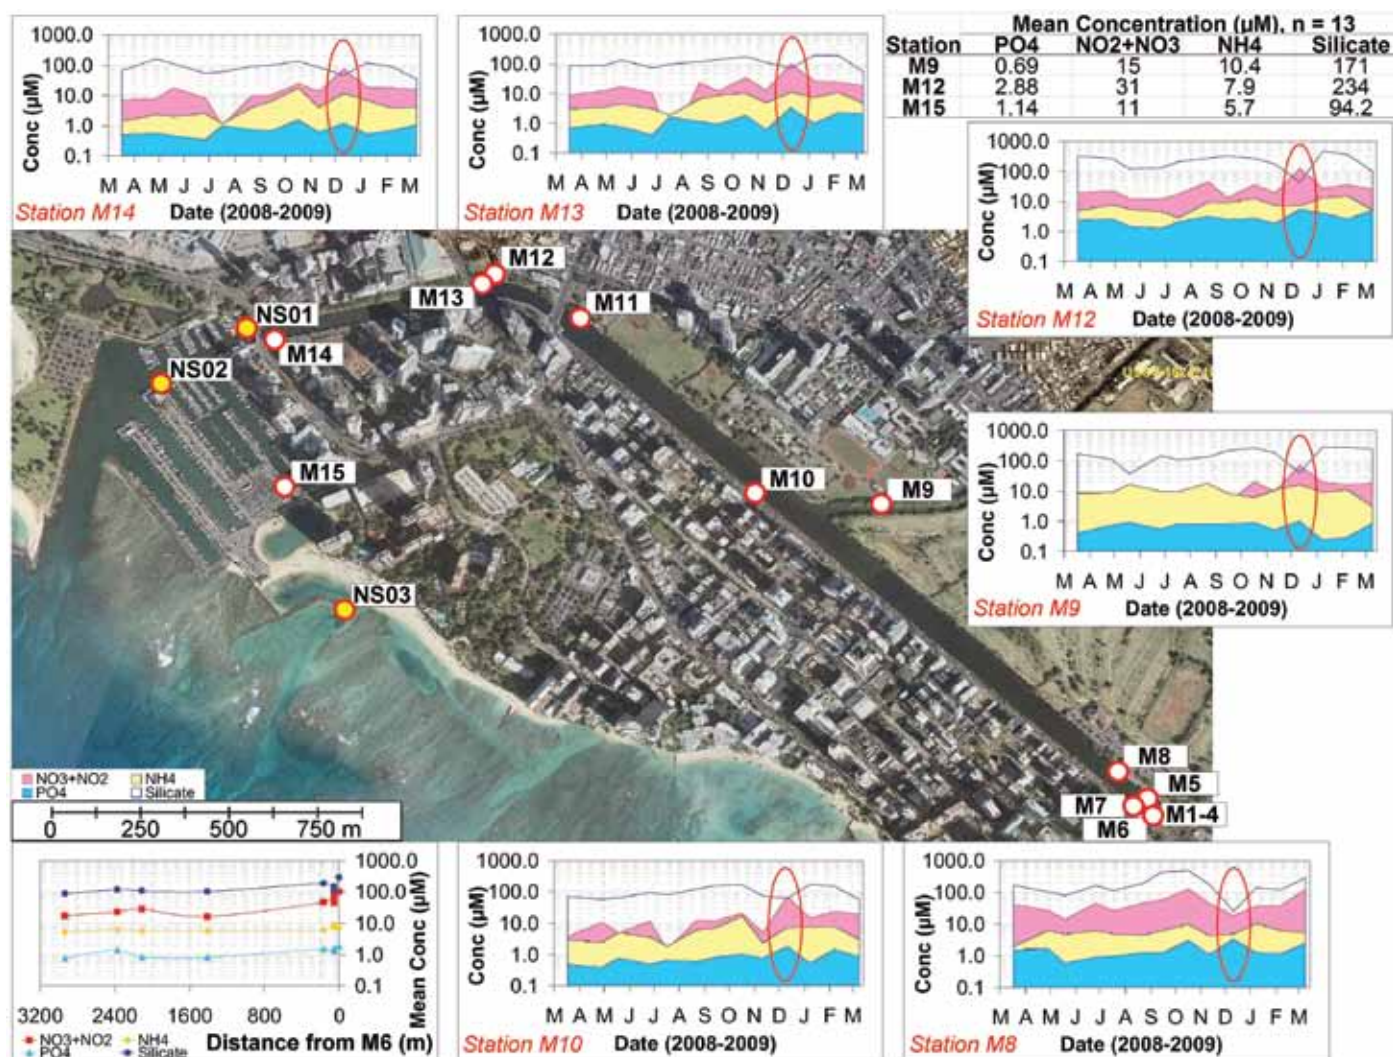 1000.0
100.0
10.0
1.0
0.1
Conc (µM)
M A M J J A S O N D J F M
Station M14 Date (2008-2009)
1000.0
100.0
10.0
1.0
0.1
Conc (µM)
M A M J J A S O N D J F M
Station M13 Date (2008-2009)
Mean Concentration (µM), n = 13
Station PO4 NO2+NO3 NH4 Silicate
M9 0.69 15 10.4 171
M12 2.88 31 7.9 234
M15 1.14 11 5.7 94.2
1000.0
100.0
10.0
1.0
0.1
Conc (µM)
M A M J J A S O N D J F M
Station M12 Date (2008-2009)
M12
M13
M11
NS01
M14
NS02
M15
M10
M9
NS03
1000.0
100.0
10.0
1.0
0.1
Conc (µM)
M A M J J A S O N D J F M
Station M9 Date (2008-2009)
M8
M5
M7
M1-4
M6
NO3+NO2 NH4
PO4 Silicate
0 250 500 750 m
1000.0
100.0
10.0
1.0
0.1
Mean Conc (µM)
3200 2400 1600 800 0
NO3+NO2 NH4
PO4 Silicate
Distance from M6 (m)
1000.0
100.0
10.0
1.0
0.1
Conc (µM)
M A M J J A S O N D J F M
Station M10 Date (2008-2009)
1000.0
100.0
10.0
1.0
0.1
Conc (µM)
M A M J J A S O N D J F M
Station M8 Date (2008-2009)